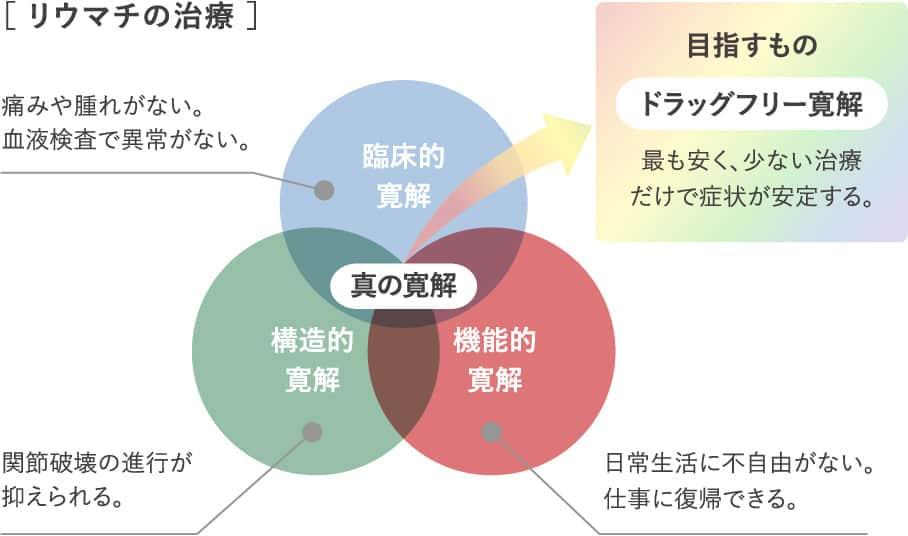 [ リウマチの治療 ]
痛みや腫れがない。
血液検査で異常がない。
臨床的
寛解
目指すもの
ドラッグフリー寛解
最も安く、少ない治療
だけで症状が安定する。
真の寛解
構造的
寛解
機能的
寛解
関節破壊の進行が
抑えられる。
日常生活に不自由がない。
仕事に復帰できる。